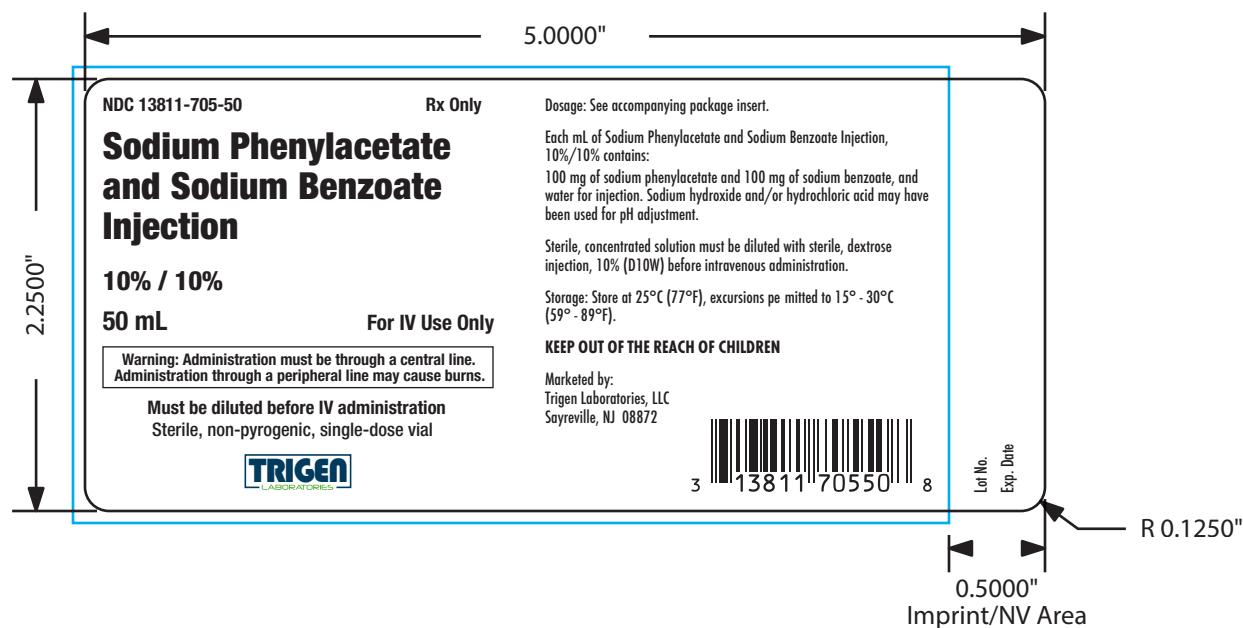 5.0000"
2.2500"
NDC 13811-705-50 Rx Only
Sodium Phenylacetate
and Sodium Benzoate
Injection
10% / 10%
50 mL For IV Use Only
Warning: Administration must be through a central line.
Administration through a peripheral line may cause burns.
Must be diluted before IV administration
Sterile, non-pyrogenic, single-dose vial
TRIGEN
LABORATORIES
Dosage: See accompanying package insert.
Each mL of Sodium Phenylacetate and Sodium Benzoate Injection,
10%/10% contains:
100 mg of sodium phenylacetate and 100 mg of sodium benzoate, and
water for injection. Sodium hydroxide and/or hydrochloric acid may have
been used for pH adjustment.
Sterile, concentrated solution must be diluted with sterile, dextrose
injection, 10% (D10W) before intravenous administration.
Storage: Store at 25°C (77°F), excursions pe mitted to 15° - 30°C
(59° - 89°F).
KEEP OUT OF THE REACH OF CHILDREN
Marketed by:
Trigen Laboratories, LLC
Sayreville, NJ 08872
3 13811 70550 8
Lot No.
Exp. Date
R 0.1250"
0.5000"
Imprint/NV Area